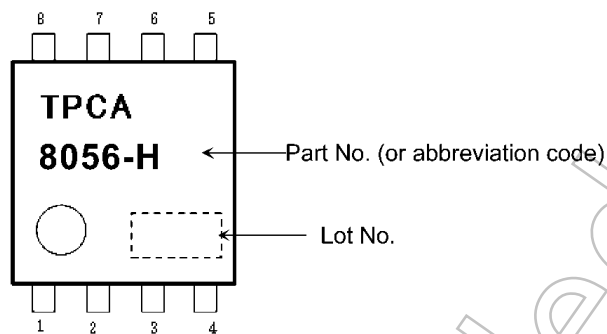 8 7 6 5
TPCA
8056-H
Part No. (or abbreviation code)
Lot No.
1 2 3 4